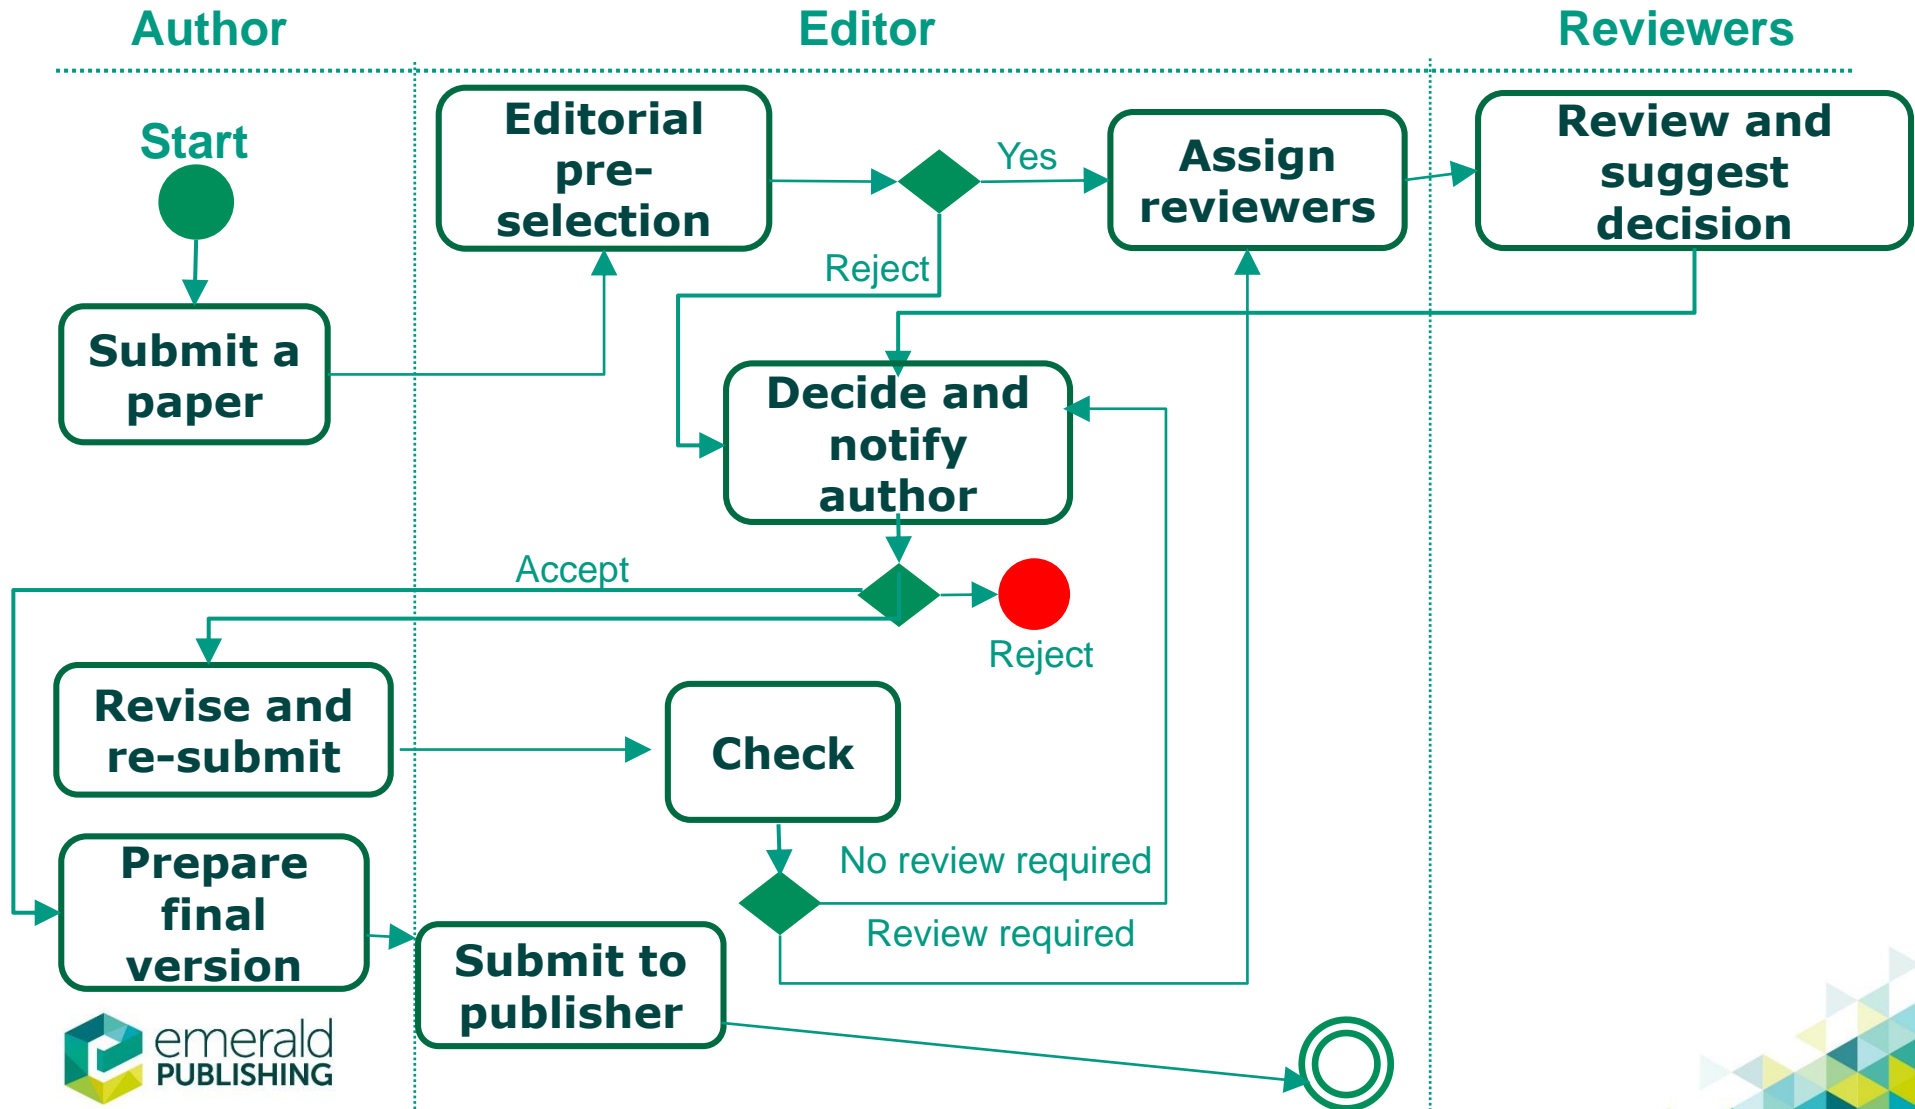 Author
Editor
Reviewers
Start
Editorial
pre-
selection
Yes
Assign
reviewers
Review and
suggest
decision
Reject
Submit a
paper
Decide and
notify
author
Accept
Reject
Revise and
re-submit
Check
No review required
Review required
Prepare
final
version
Submit to
publisher
emerald
PUBLISHING